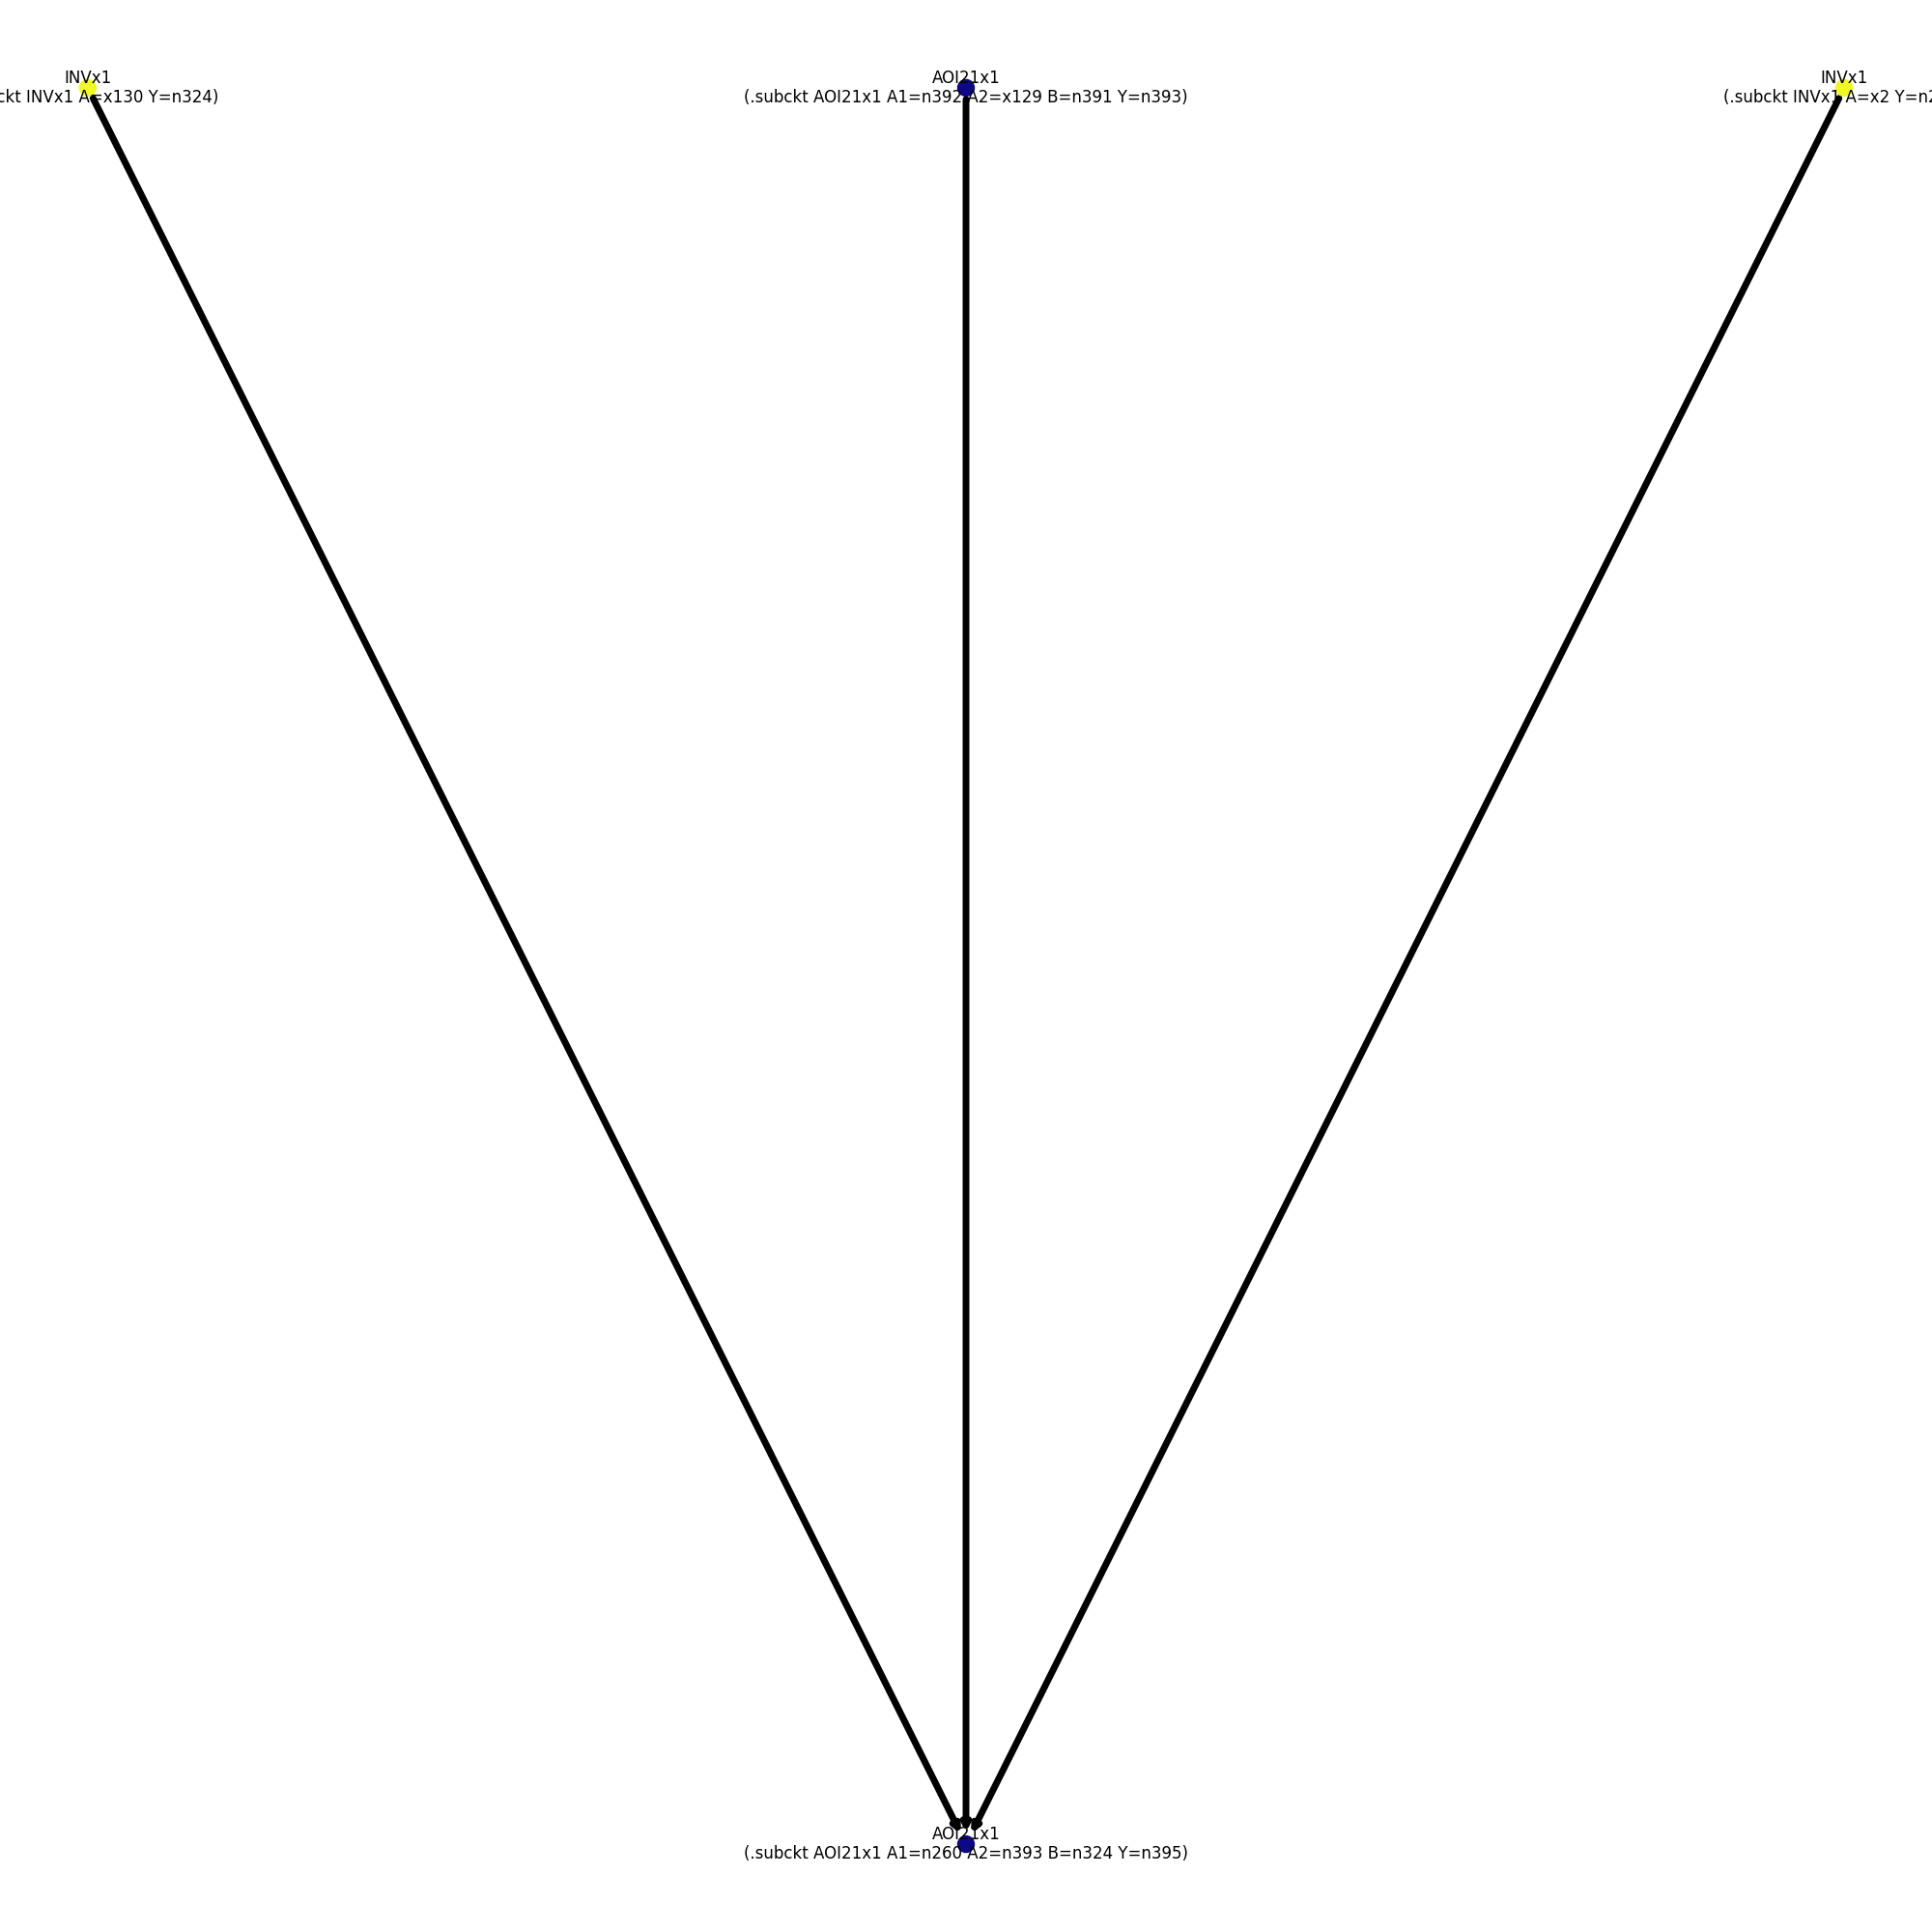 INVx1
ckt INVx1 A=x130 Y=n324)
AOI21x1
(.subckt AOI21x1 A1=n392 A2=x129 B=n391 Y=n393)
INVx1
(.subckt INVx1 A=x2 Y=n2
AOI21x1
(.subckt AOI21x1 A1=n260 A2=n393 B=n324 Y=n395)